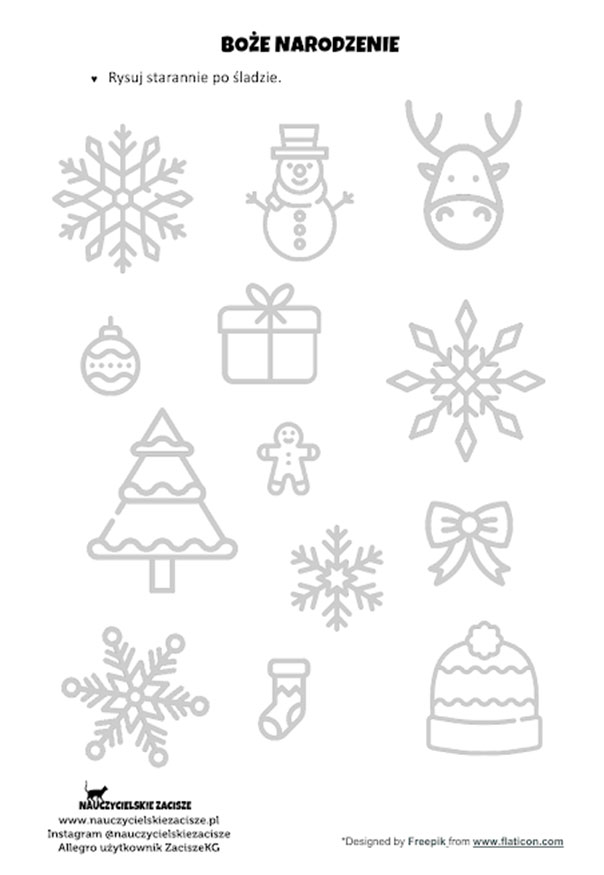 BOŻE NARODZENIE
♥ Rysuj starannie po śladzie.
NAUCZYCIELSKIE ZACISZE
www.nauczycielskiezacisze.pl
Instagram @nauczycielskiezacisze
Allegro użytkownik ZaciszeKG
*Designed by Freepik from www.flaticon.com